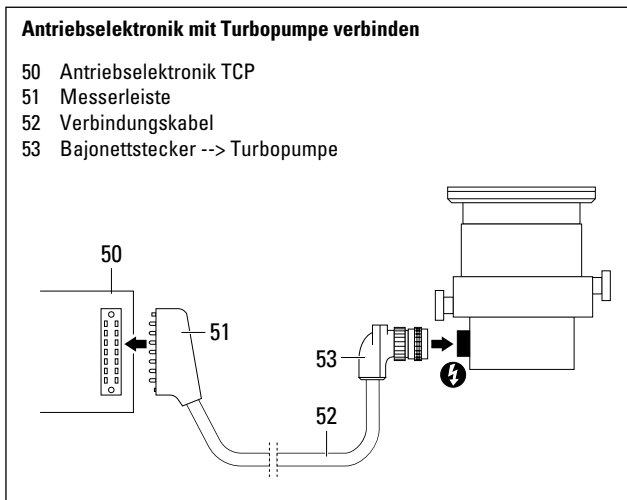 Antriebselektronik mit Turbopumpe verbinden
50 Antriebselektronik TCP
51 Messerleiste
52 Verbindungskabel
53 Bajonettstecker --> Turbopumpe
50
51
53
52